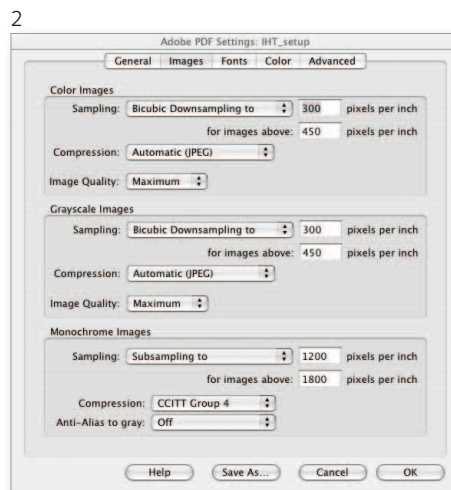 2
Adobe PDF Settings: IHT_setup
General Images Fonts Color Advanced
Color Images
Sampling: Bicubic Downsampling to 300 pixels per inch
for images above: 450 pixels per inch
Compression: Automatic (JPEG)
Image Quality: Maximum
Grayscale Images
Sampling: Bicubic Downsampling to 300 pixels per inch
for images above: 450 pixels per inch
Compression: Automatic (JPEG)
Image Quality: Maximum
Monochrome Images
Sampling: Subsampling to 1200 pixels per inch
for images above: 1800 pixels per inch
Compression: CCITT Group 4
Anti-Alias to gray: Off
Help Save As... Cancel OK